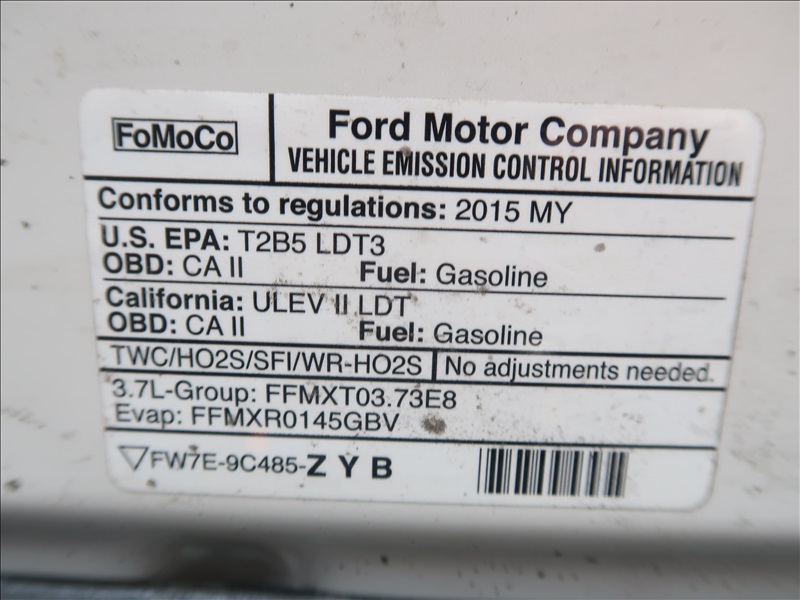 FoMoCo
Ford Motor Company
VEHICLE EMISSION CONTROL INFORMATION
Conforms to regulations: 2015 MY
U.S. EPA: T2B5 LDT3
OBD: CA II Fuel: Gasoline
California: ULEV II LDT
OBD: CA II Fuel: Gasoline
TWC/HO2S/SFI/WR-HO2S No adjustments needed.
3.7L-Group: FFMXT03.73E8
Evap: FFMXR0145GBV
FW7E-9C485-Z Y B